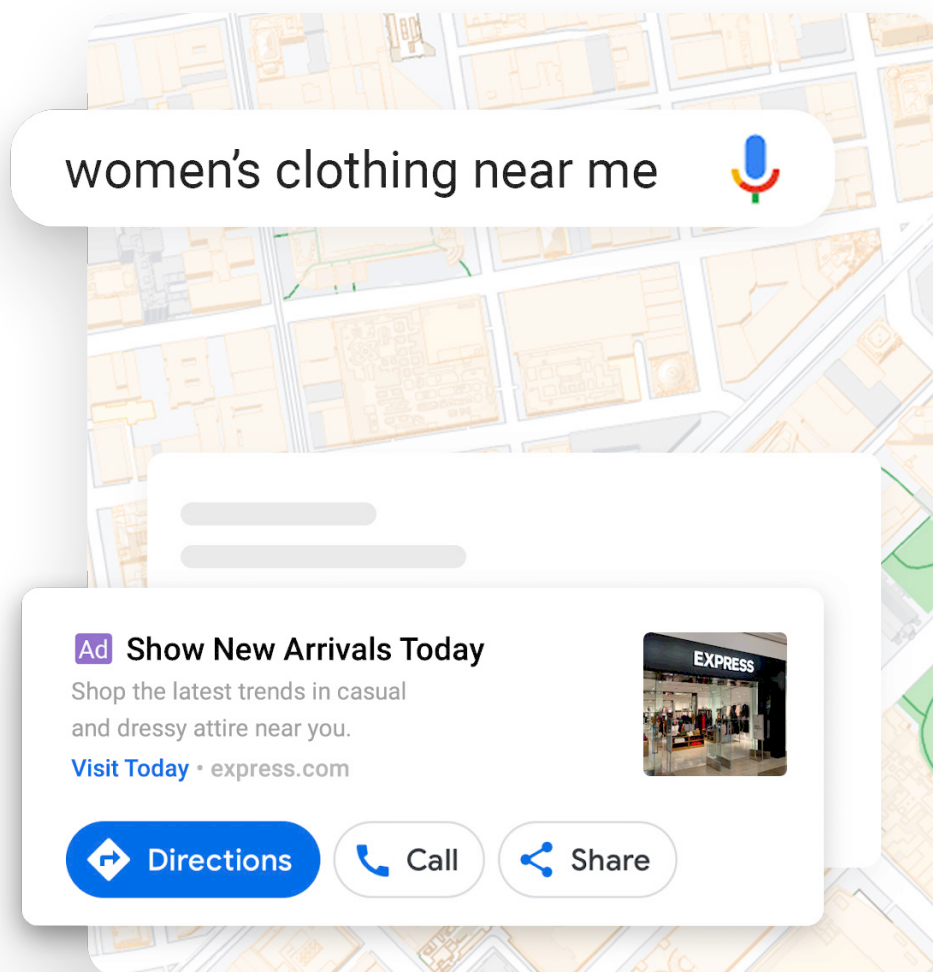 women’s clothing near me
Ad Show New Arrivals Today
EXPRESS
Shop the latest trends in casual
and dressy attire near you.
Visit Today • express.com
Directions Call Share